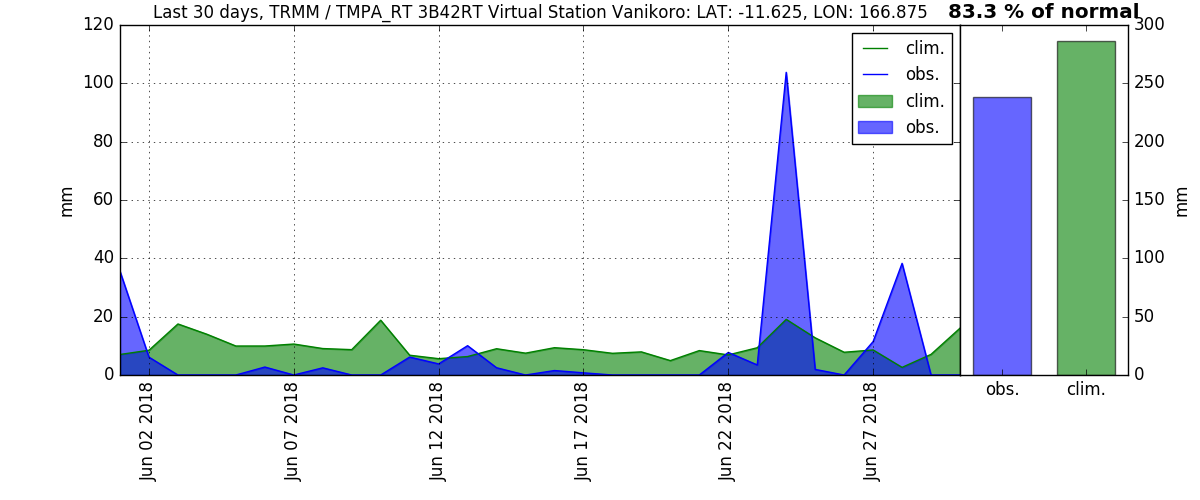 Last 30 days, TRMM / TMPA_RT 3B42RT Virtual Station Vanikoro: LAT: -11.625, LON: 166.875
83.3 % of normal
120
100
80
60
40
20
0
mm
clim.
obs.
clim.
obs.
Jun 02 2018
Jun 07 2018
Jun 12 2018
Jun 17 2018
Jun 22 2018
Jun 27 2018
300
250
200
150
100
50
0
mm
obs.
clim.